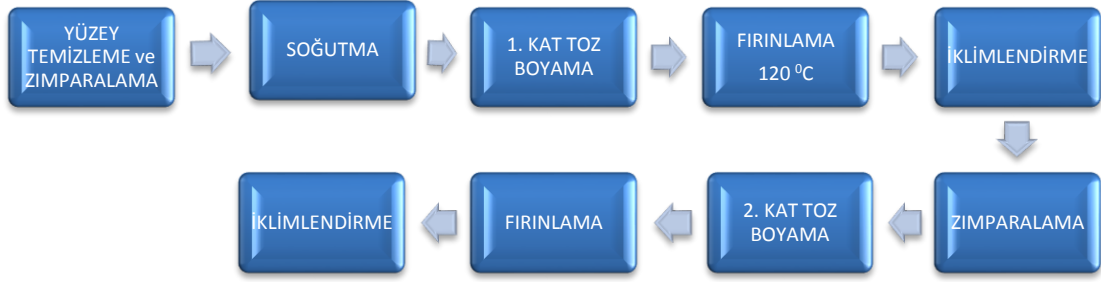 YÜZEY
TEMİZLEME ve
ZIMPARALAMA
SOĞUTMA
1. KAT TOZ
BOYAMA
FIRINLAMA
120 ⁰C
İKLİMLENDİRME
ZIMPARALAMA
2. KAT TOZ
BOYAMA
FIRINLAMA
İKLİMLENDİRME